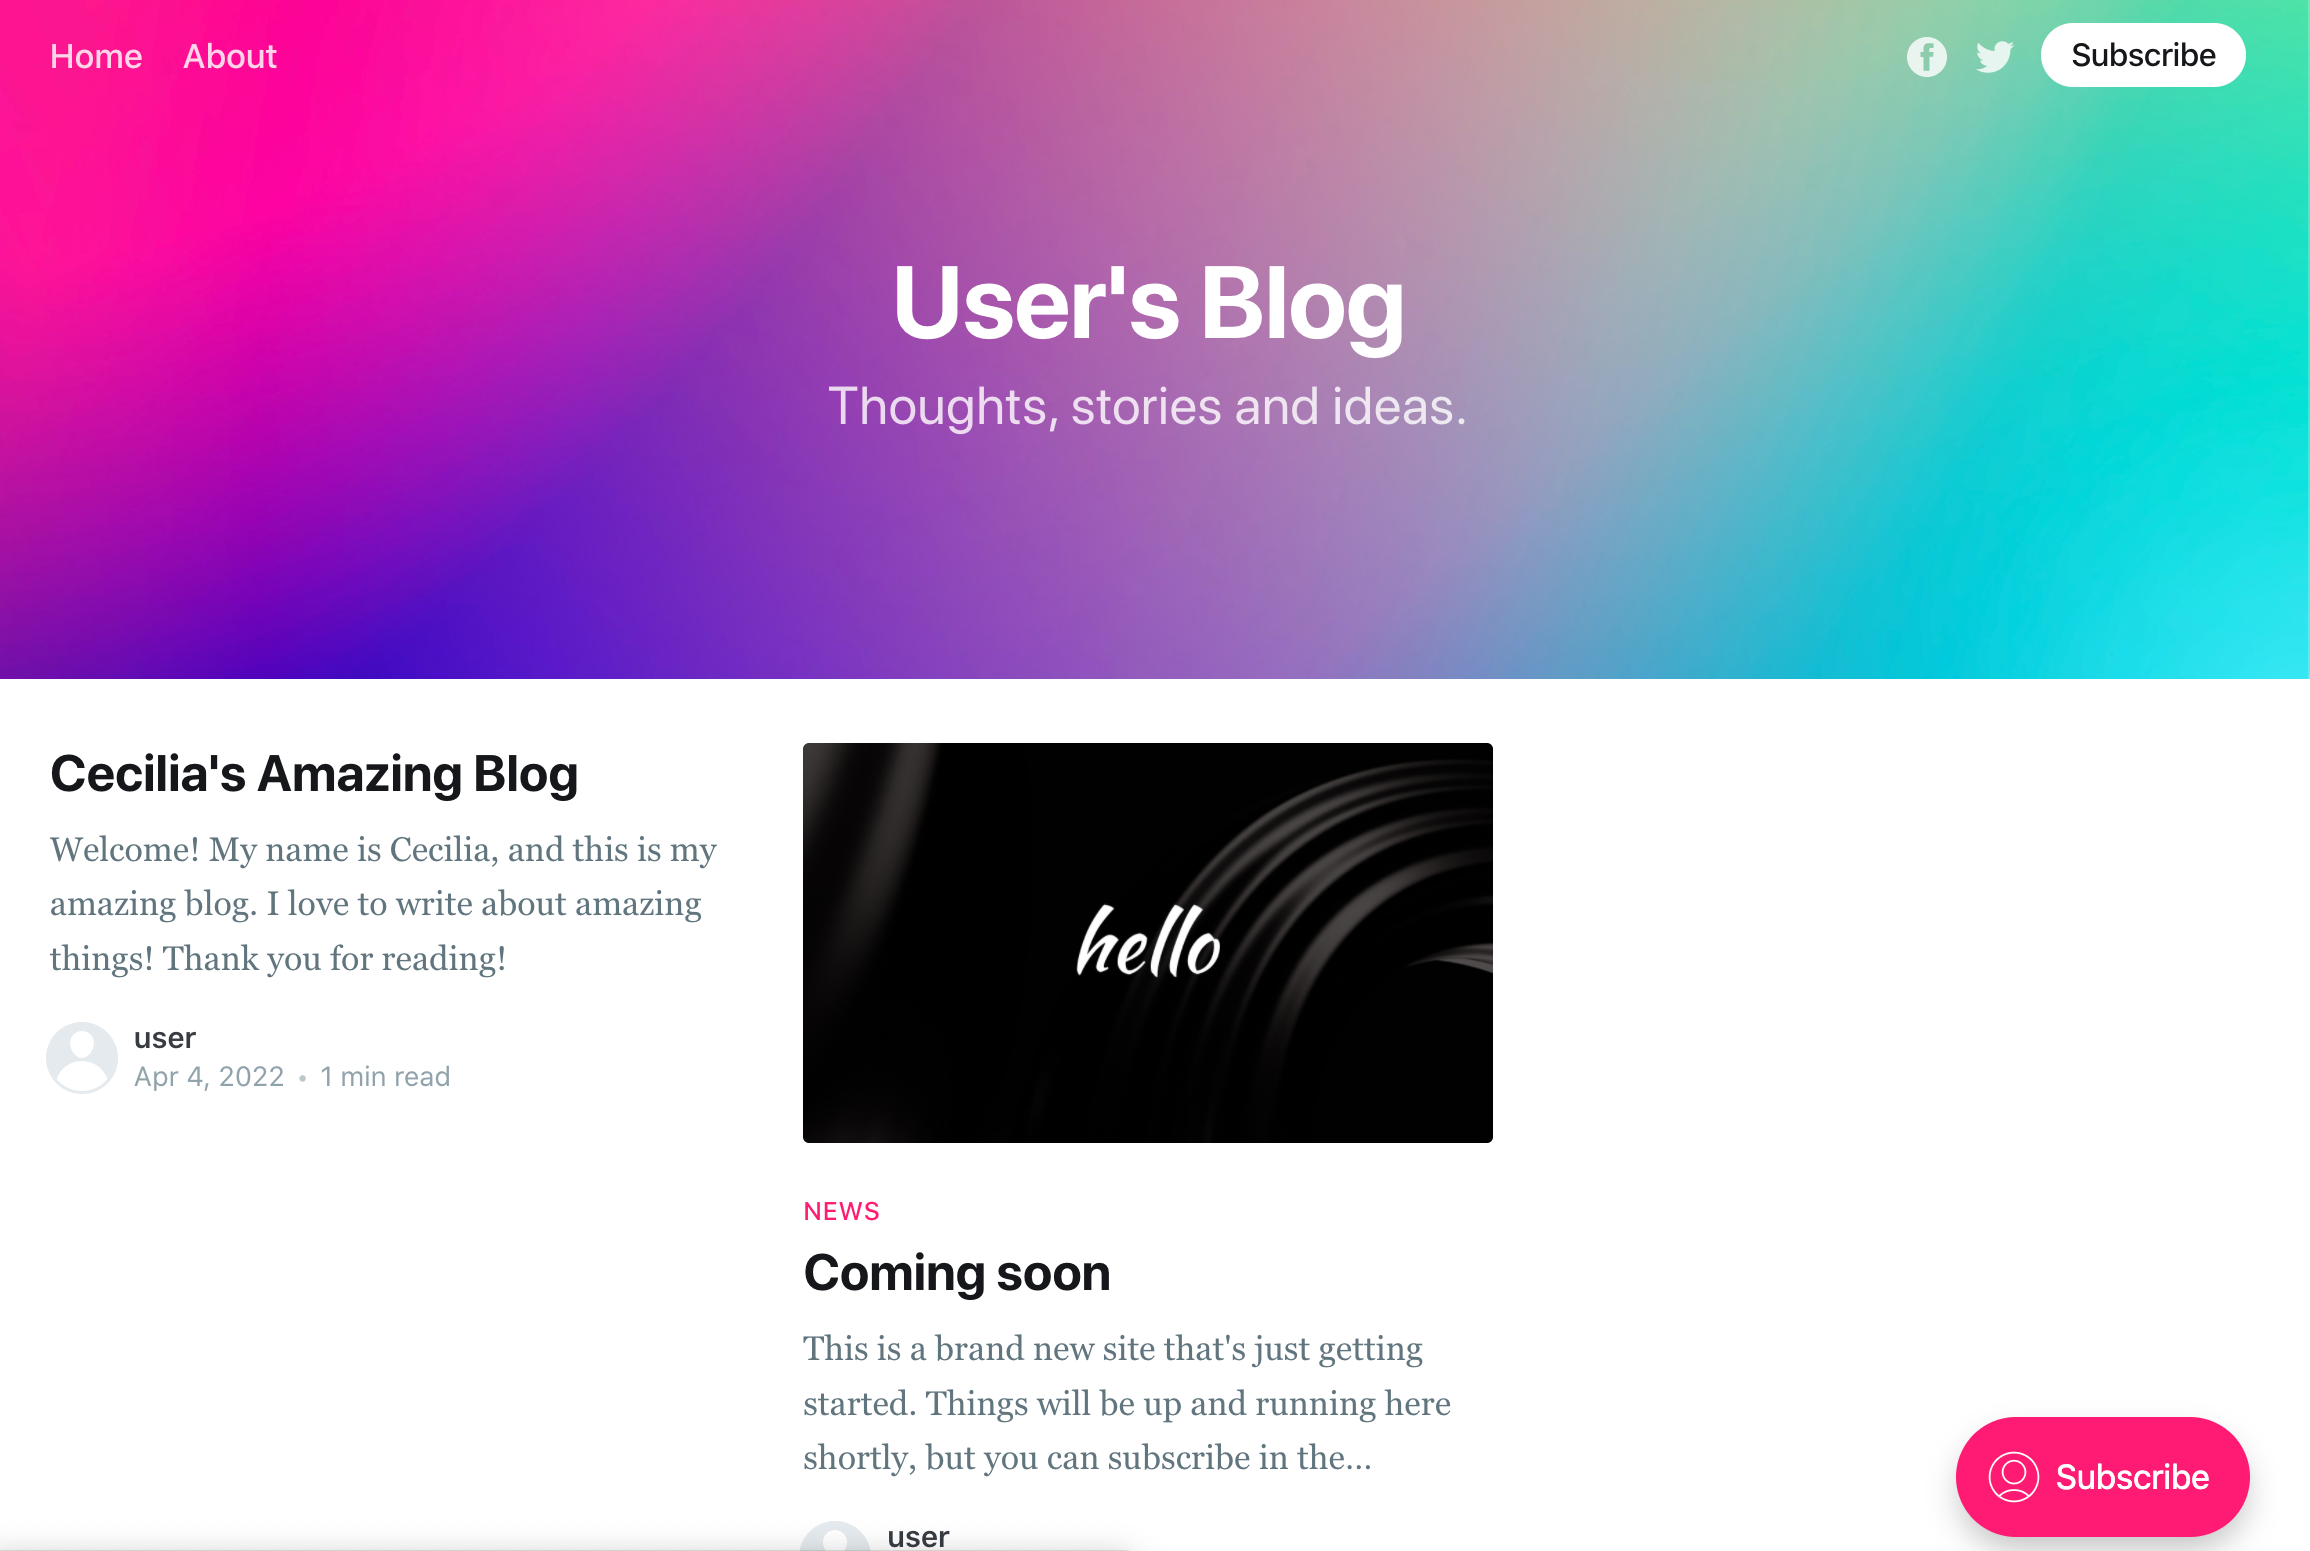 Home About
Subscribe
User's Blog
Thoughts, stories and ideas.
Cecilia's Amazing Blog
Welcome! My name is Cecilia, and this is my
amazing blog. I love to write about amazing
things! Thank you for reading!
user
Apr 4, 2022 • 1 min read
hello
NEWS
Coming soon
This is a brand new site that's just getting
started. Things will be up and running here
shortly, but you can subscribe in the...
user
Subscribe